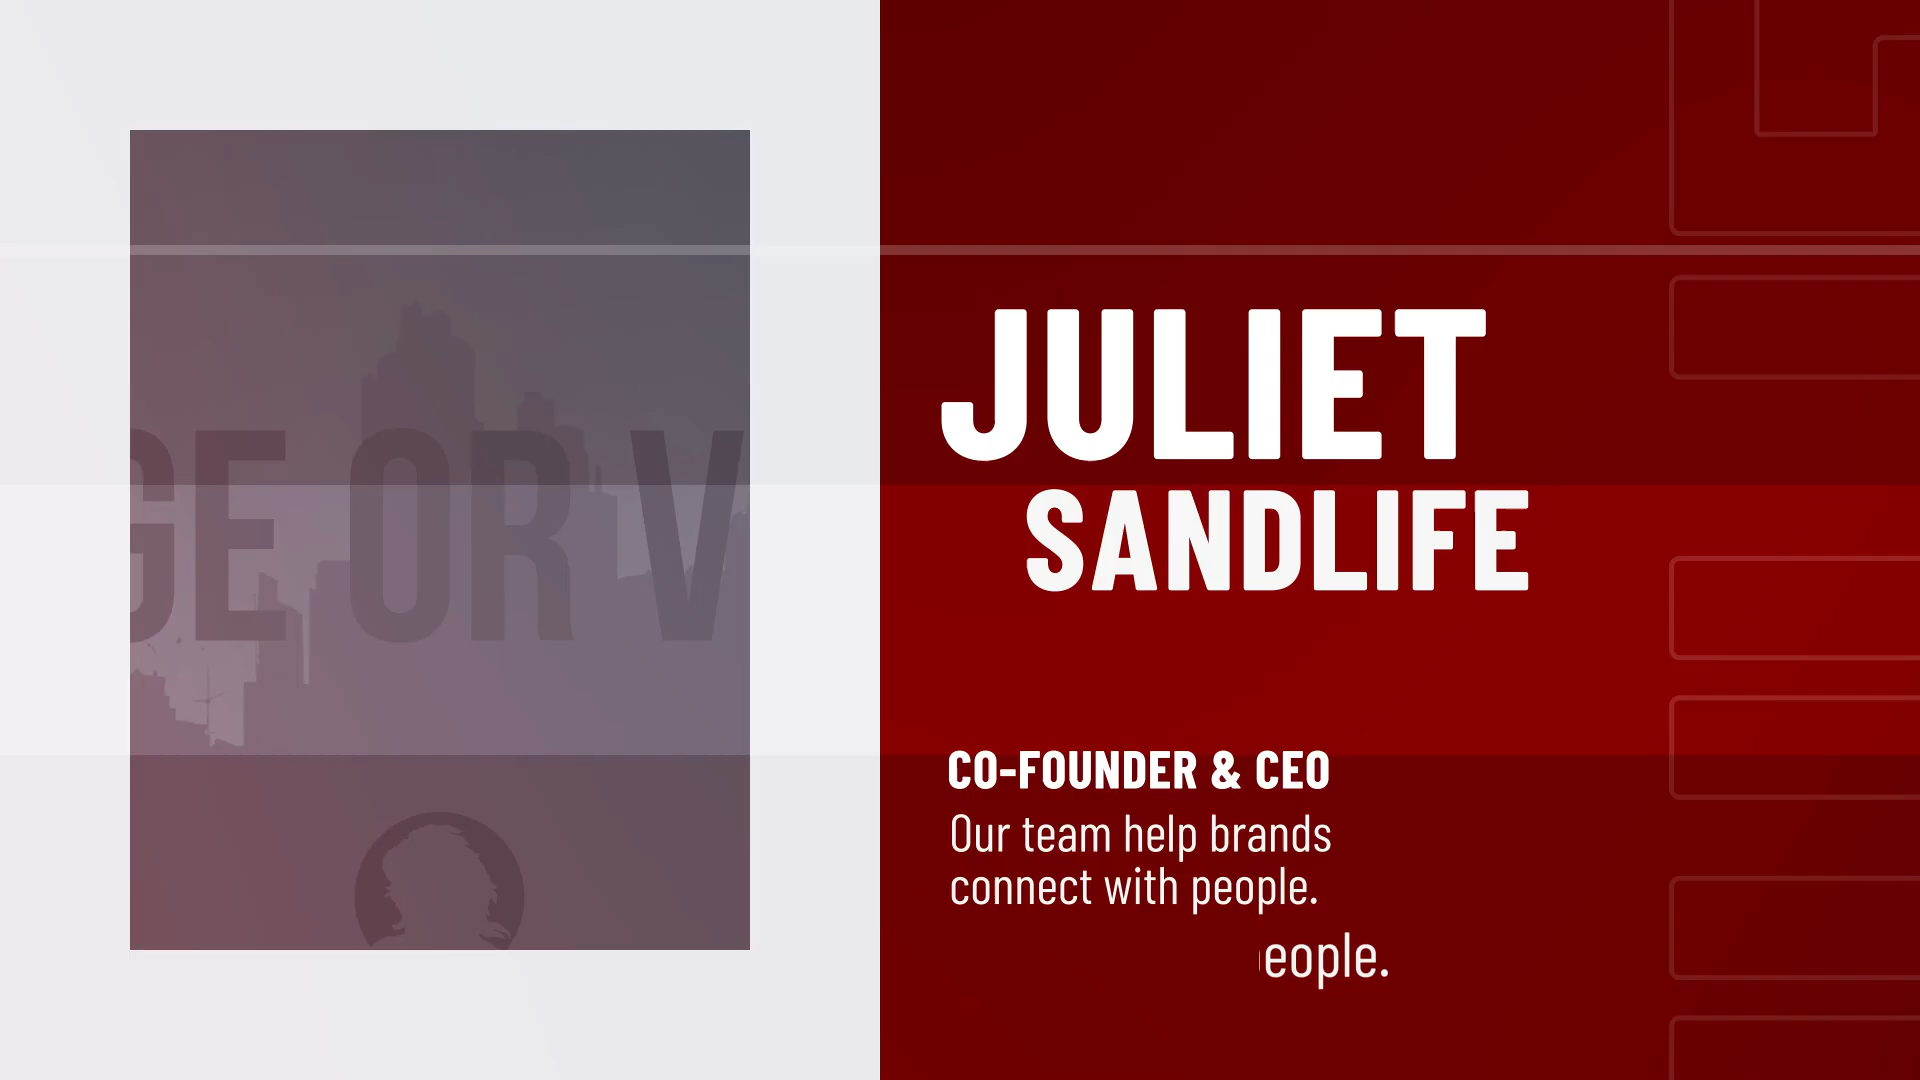 GE OR V
JULIET
SANDLIFE
CO-FOUNDER & CEO
Our team help brands
connect with people.
eople.